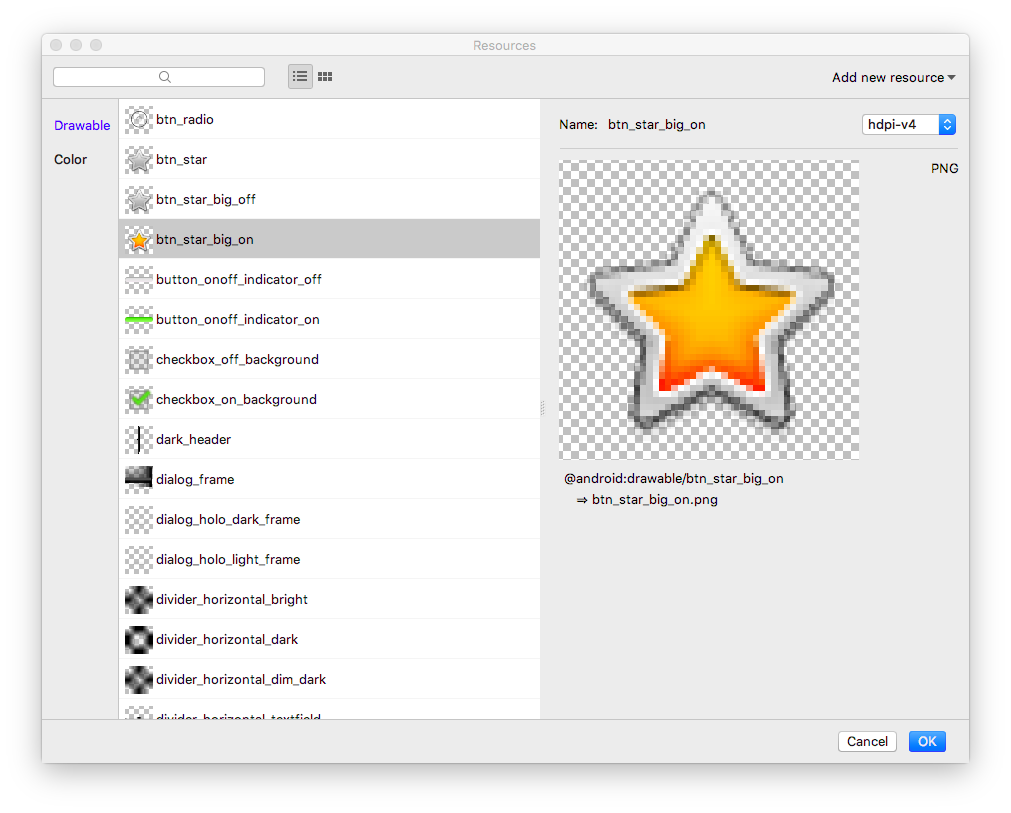 Resources
Add new resource
Drawable
Color
btn_radio
btn_star
btn_star_big_off
btn_star_big_on
button_onoff_indicator_off
button_onoff_indicator_on
checkbox_off_background
checkbox_on_background
dark_header
dialog_frame
dialog_holo_dark_frame
dialog_holo_light_frame
divider_horizontal_bright
divider_horizontal_dark
divider_horizontal_dim_dark
divider_horizontal_textfield
Name: btn_star_big_on
hdpi-v4
PNG
@android:drawable/btn_star_big_on
⇒ btn_star_big_on.png
Cancel
OK